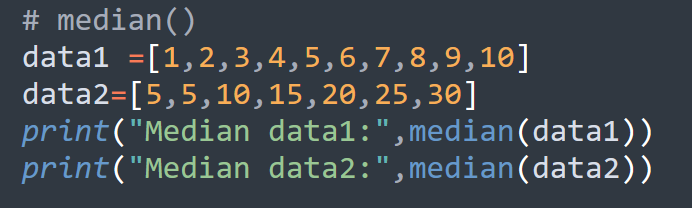 # median()
data1 =[1,2,3,4,5,6,7,8,9,10]
data2=[5,5,10,15,20,25,30]
print("Median data1:",median(data1))
print("Median data2:",median(data2))